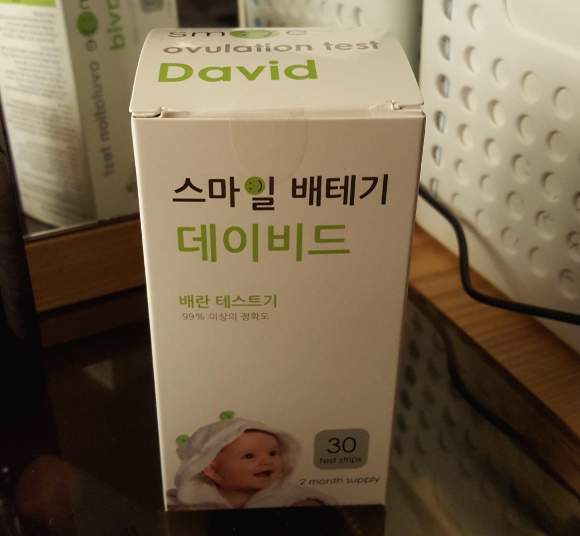 ovulation test
David
스마일 배테기
데이비드
배란 테스트기
99% 이상의 정확도
30
test strips
2 month supply